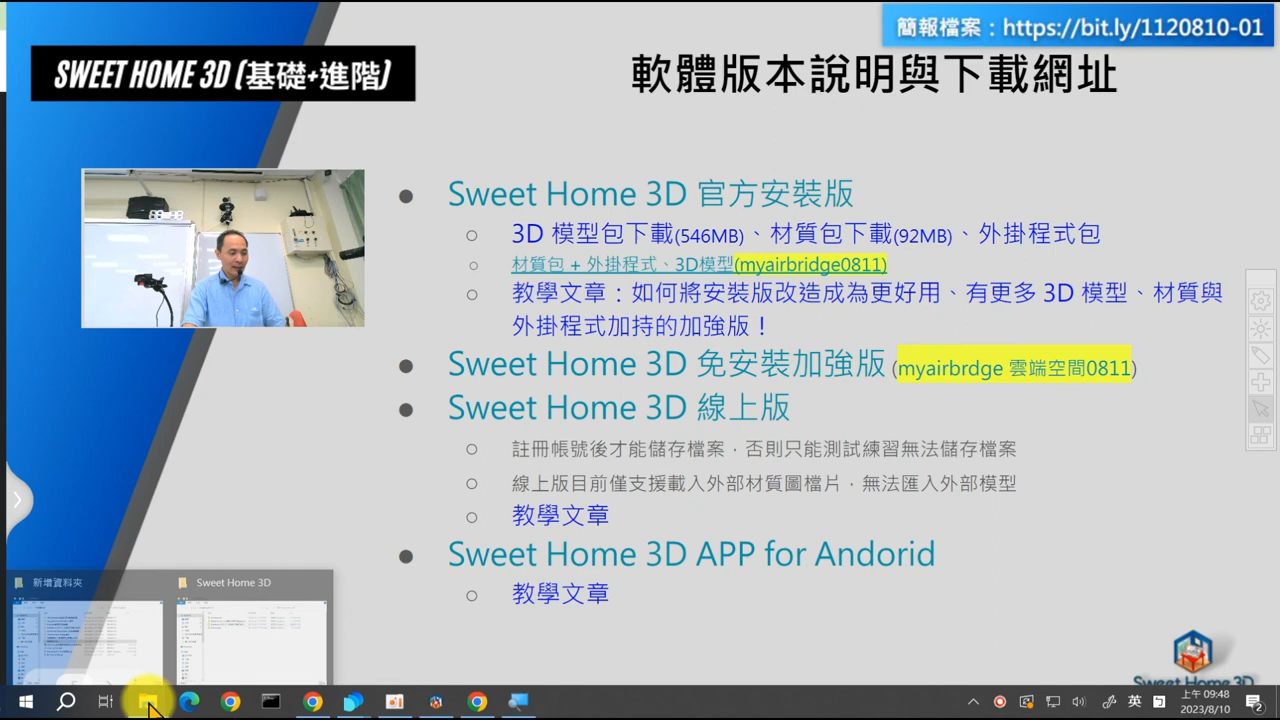 簡報檔案：https://bit.ly/1120810-01
SWEET HOME 3D (基礎+進階)
軟體版本說明與下載網址
● Sweet Home 3D 官方安裝版
○ 3D 模型包下載(546MB)、材質包下載(92MB)、外掛程式包
○ 材質包 + 外掛程式、3D模型(myairbridge0811)
○ 教學文章：如何將安裝版改造成為更好用、有更多 3D 模型、材質與
外掛程式加持的加強版！
● Sweet Home 3D 免安裝加強版 (myairbrdge 雲端空間0811)
● Sweet Home 3D 線上版
○ 註冊帳號後才能儲存檔案，否則只能測試練習無法儲存檔案
○ 線上版目前僅支援載入外部材質圖檔片，無法匯入外部模型
○ 教學文章
● Sweet Home 3D APP for Andorid
○ 教學文章
新增資料夾
Sweet Home 3D
Sweet Home 3D
英
上午 09:48
2023/8/10
2